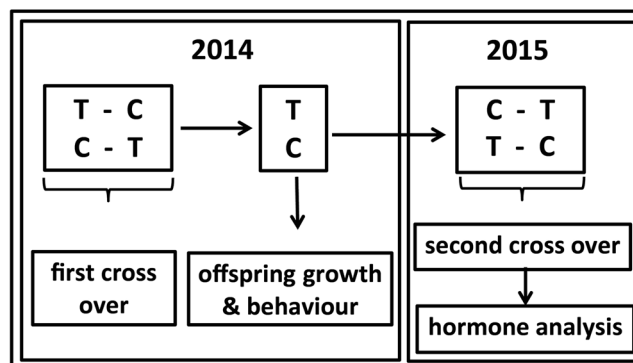 2014
T - C
C - T
T
C
first cross
over
offspring growth
& behaviour
2015
C - T
T - C
second cross over
hormone analysis